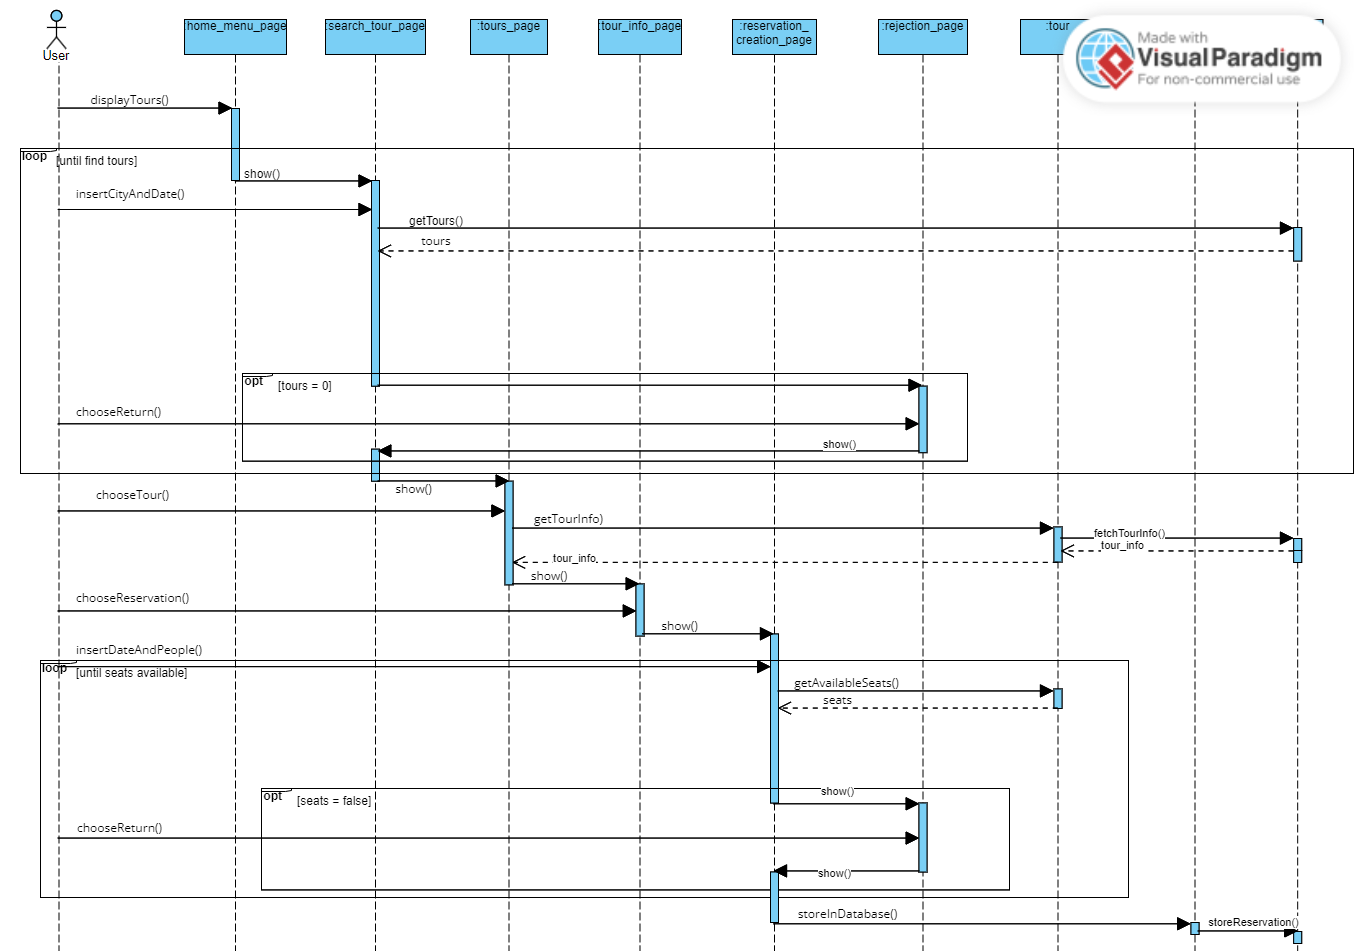 :home_menu_page
:search_tour_page
:tours_page
:tour_info_page
:reservation_
creation_page
:rejection_page
:tour
Made with
Visual Paradigm
For non-commercial use
User
displayTours()
loop
[until find tours]
show()
insertCityAndDate()
getTours()
tours
opt
[tours = 0]
chooseReturn()
show()
show()
chooseTour()
getTourInfo)
fetchTourInfo()
tour_info
tour_info
show()
chooseReservation()
show()
insertDateAndPeople()
loop
[until seats available]
getAvailableSeats()
seats
show()
opt
[seats = false]
chooseReturn()
show()
storeInDatabase()
storeReservation()